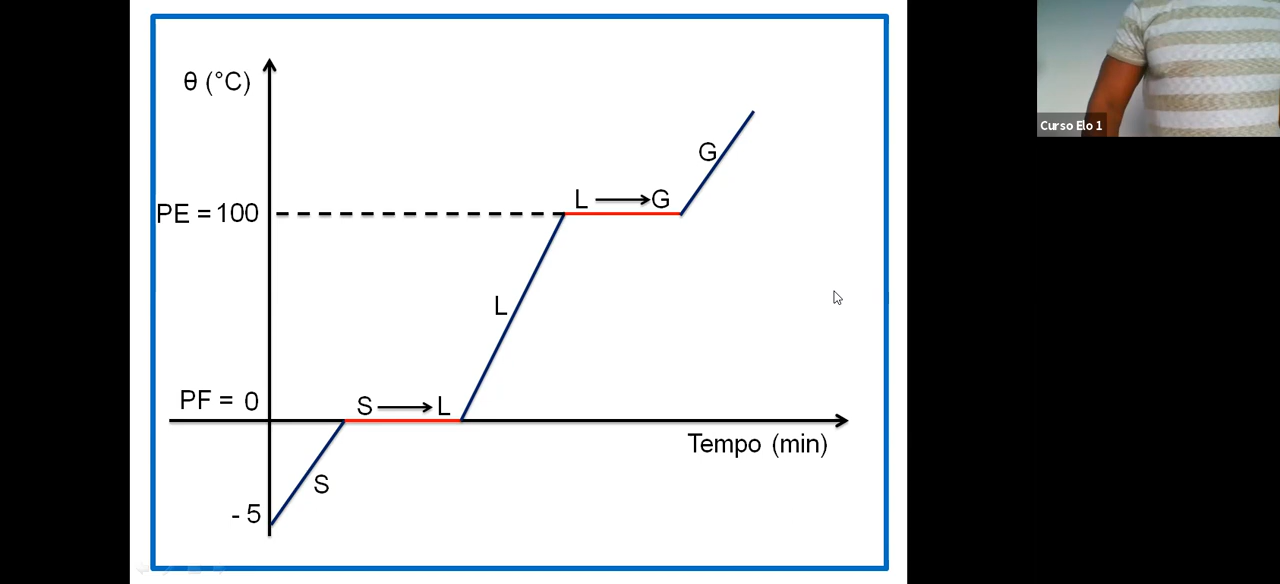 θ (°C)
G
L → G
PE = 100
L
PF = 0
S → L
Tempo (min)
S
- 5
Curso Elo 1